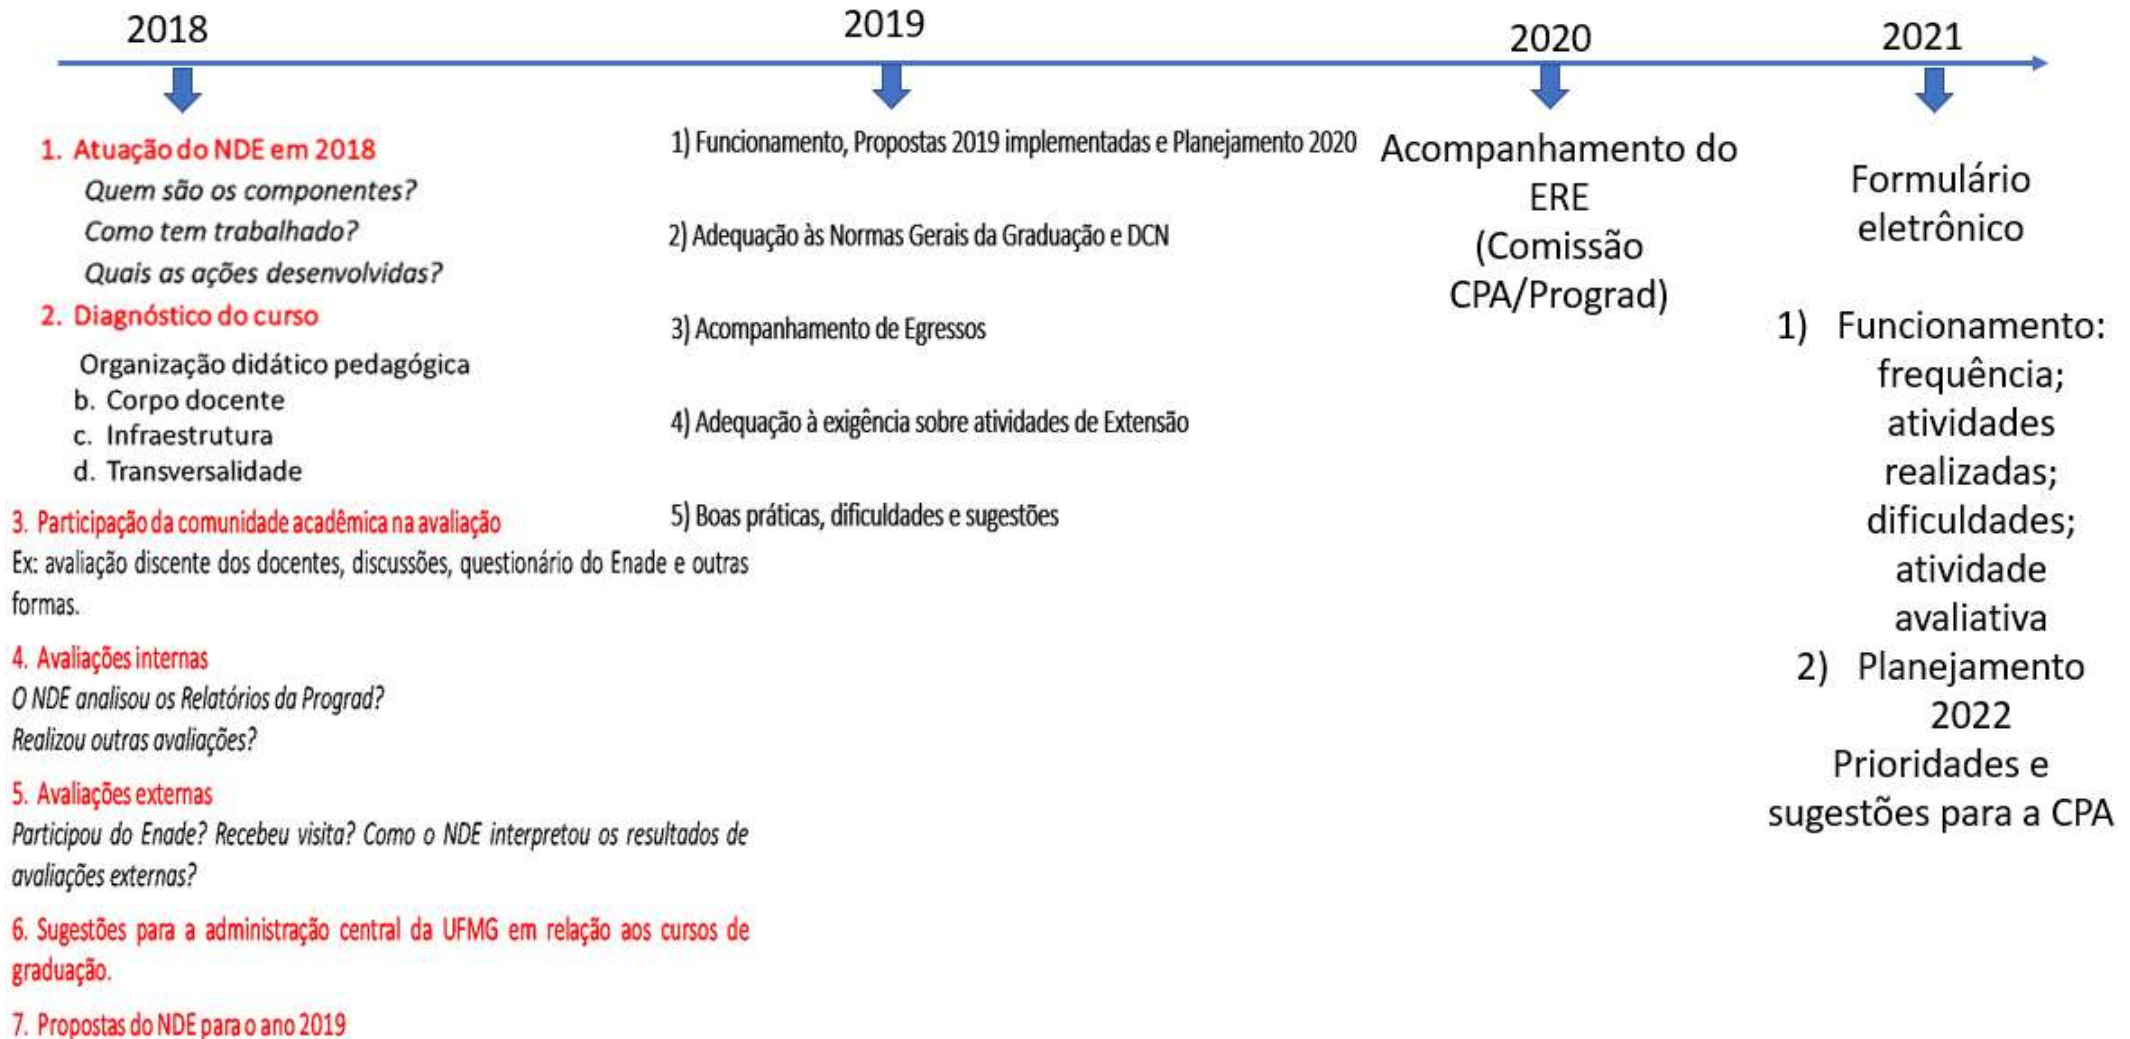 2018
1. Atuação do NDE em 2018
Quem são os componentes?
Como tem trabalhado?
Quais as ações desenvolvidas?
2. Diagnóstico do curso
Organização didático pedagógica
b. Corpo docente
c. Infraestrutura
d. Transversalidade
3. Participação da comunidade acadêmica na avaliação
Ex: avaliação discente dos docentes, discussões, questionário do Enade e outras
formas.
4. Avaliações internas
O NDE analisou os Relatórios da Prograd?
Realizou outras avaliações?
5. Avaliações externas
Participou do Enade? Recebeu visita? Como o NDE interpretou os resultados de
avaliações externas?
6. Sugestões para a administração central da UFMG em relação aos cursos de
graduação.
7. Propostas do NDE para o ano 2019
2019
1) Funcionamento, Propostas 2019 implementadas e Planejamento 2020
2) Adequação às Normas Gerais da Graduação e DCN
3) Acompanhamento de Egressos
4) Adequação à exigência sobre atividades de Extensão
5) Boas práticas, dificuldades e sugestões
2020
Acompanhamento do
ERE
(Comissão
CPA/Prograd)
2021
Formulário
eletrônico
1) Funcionamento:
frequência;
atividades
realizadas;
dificuldades;
atividade
avaliativa
2) Planejamento
2022
Prioridades e
sugestões para a CPA